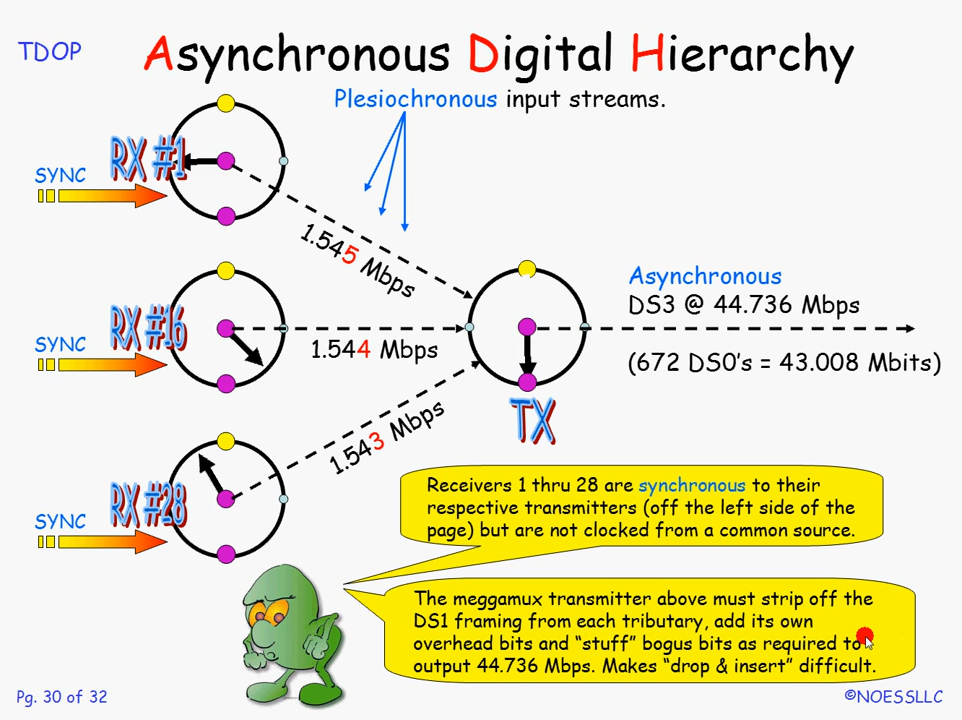 TDOP
Asynchronous Digital Hierarchy
Plesiochronous input streams.
RX #1
SYNC
1.545 Mbps
RX #16
SYNC
1.544 Mbps
Asynchronous
DS3 @ 44.736 Mbps
(672 DS0's = 43.008 Mbits)
TX
1.543 Mbps
RX #28
SYNC
Receivers 1 thru 28 are synchronous to their
respective transmitters (off the left side of the
page) but are not clocked from a common source.
The meggamux transmitter above must strip off the
DS1 framing from each tributary, add its own
overhead bits and “stuff” bogus bits as required to
output 44.736 Mbps. Makes “drop & insert” difficult.
Pg. 30 of 32
©NOESSLLC